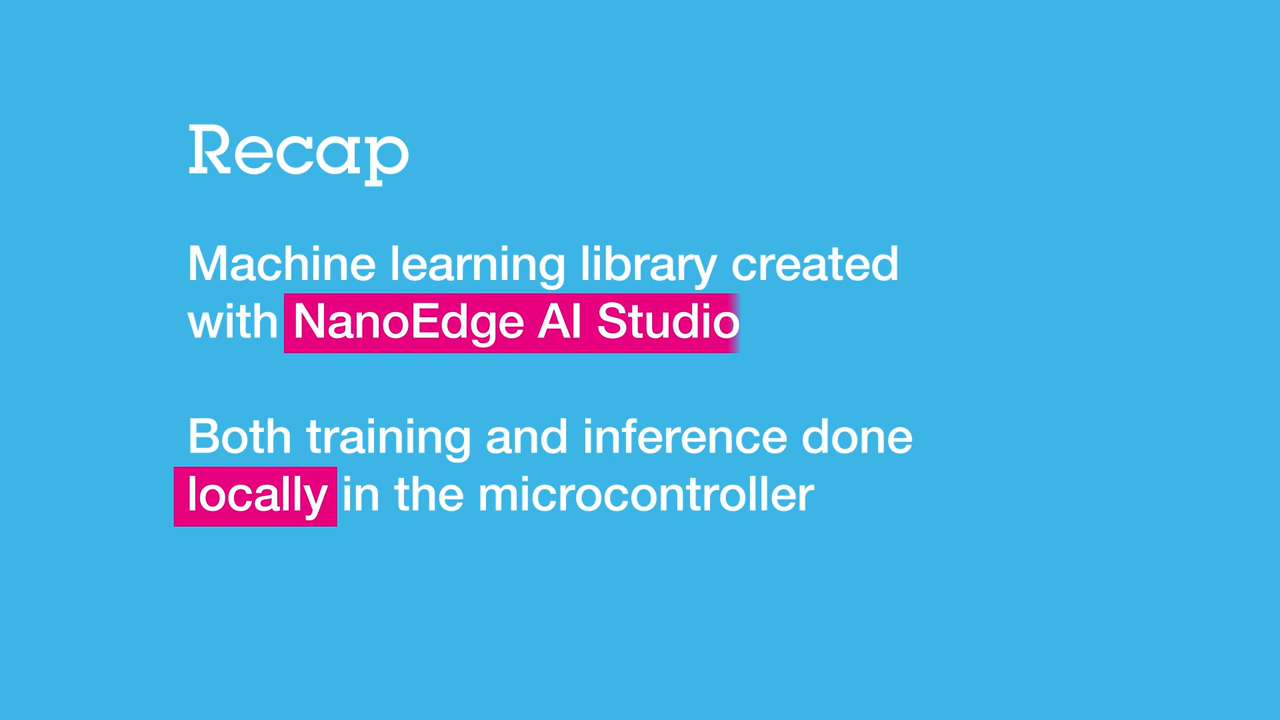 Recap
Machine learning library created
with NanoEdge AI Studio
Both training and inference done
locally in the microcontroller